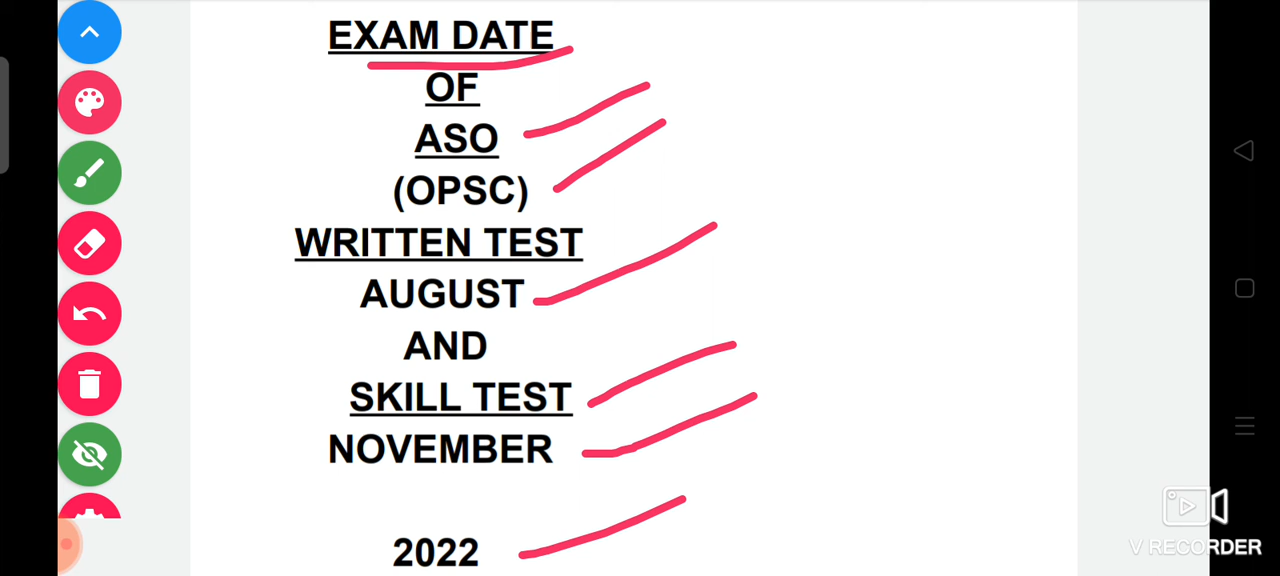 EXAM DATE
OF
ASO
(OPSC)
WRITTEN TEST
AUGUST
AND
SKILL TEST
NOVEMBER
2022
V RECORDER